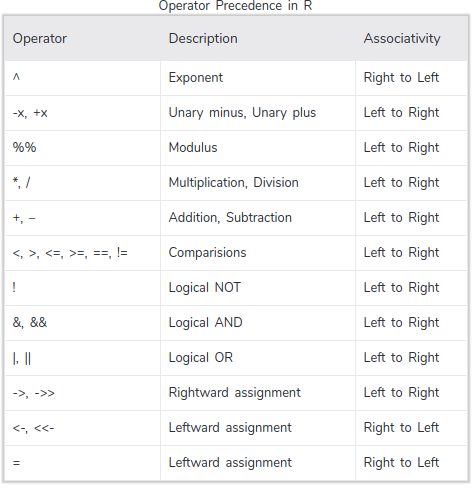 Operator Precedence in R
Operator Description Associativity
^ Exponent Right to Left
-x, +x Unary minus, Unary plus Left to Right
%% Modulus Left to Right
*, / Multiplication, Division Left to Right
+, – Addition, Subtraction Left to Right
<, >, <=, >=, ==, != Comparisions Left to Right
! Logical NOT Left to Right
&, && Logical AND Left to Right
|, || Logical OR Left to Right
->, ->> Rightward assignment Left to Right
<-, <<- Leftward assignment Right to Left
= Leftward assignment Right to Left